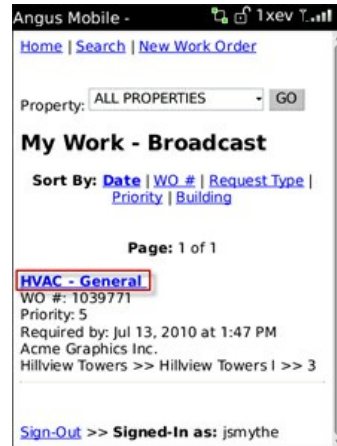 Angus Mobile - 1xev
Home | Search | New Work Order
Property: ALL PROPERTIES GO
My Work - Broadcast
Sort By: Date | WO # | Request Type |
Priority | Building
Page: 1 of 1
HVAC - General
WO #: 1039771
Priority: 5
Required by: Jul 13, 2010 at 1:47 PM
Acme Graphics Inc.
Hillview Towers >> Hillview Towers I >> 3
Sign-Out >> Signed-In as: jsmythe